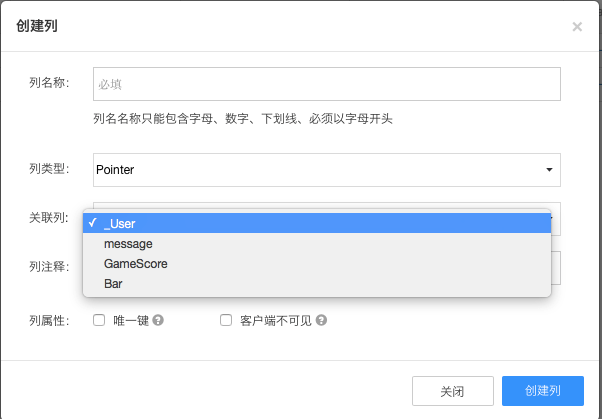 创建列
×
列名称：
必填
列名名称只能包含字母、数字、下划线、必须以字母开头
列类型：
Pointer
关联列：
✓ _User
message
GameScore
Bar
列注释：
列属性：
唯一键 ?
客户端不可见 ?
关闭
创建列